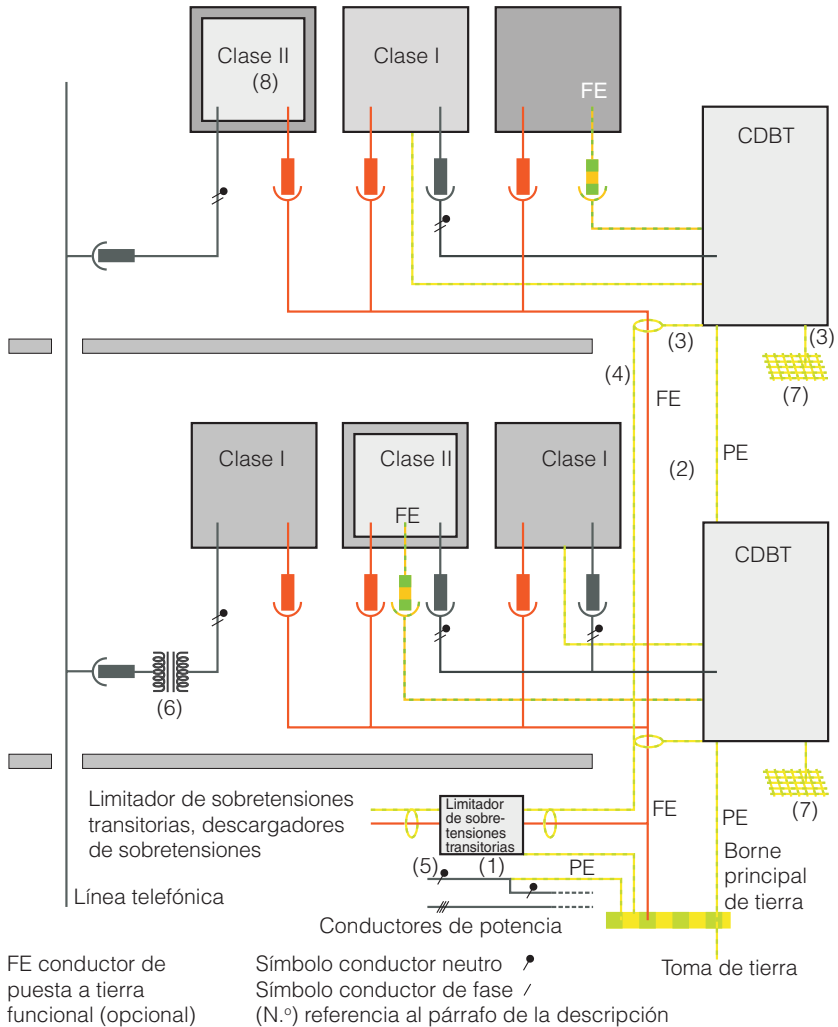 Clase II
(8)
Clase I
FE
CDBT
(3)
(3)
(4)
(7)
FE
(2)
PE
Clase I
Clase II
FE
Clase I
CDBT
(6)
(7)
Limitador de sobretensiones
transitorias, descargadores
de sobretensiones
Limitador
de sobre-
tensiones
transitorias
FE
PE
(5)
(1)
PE
Borne
principal
de tierra
Línea telefónica
Conductores de potencia
Toma de tierra
FE conductor de
puesta a tierra
funcional (opcional)
Símbolo conductor neutro
Símbolo conductor de fase
(N.º) referencia al párrafo de la descripción